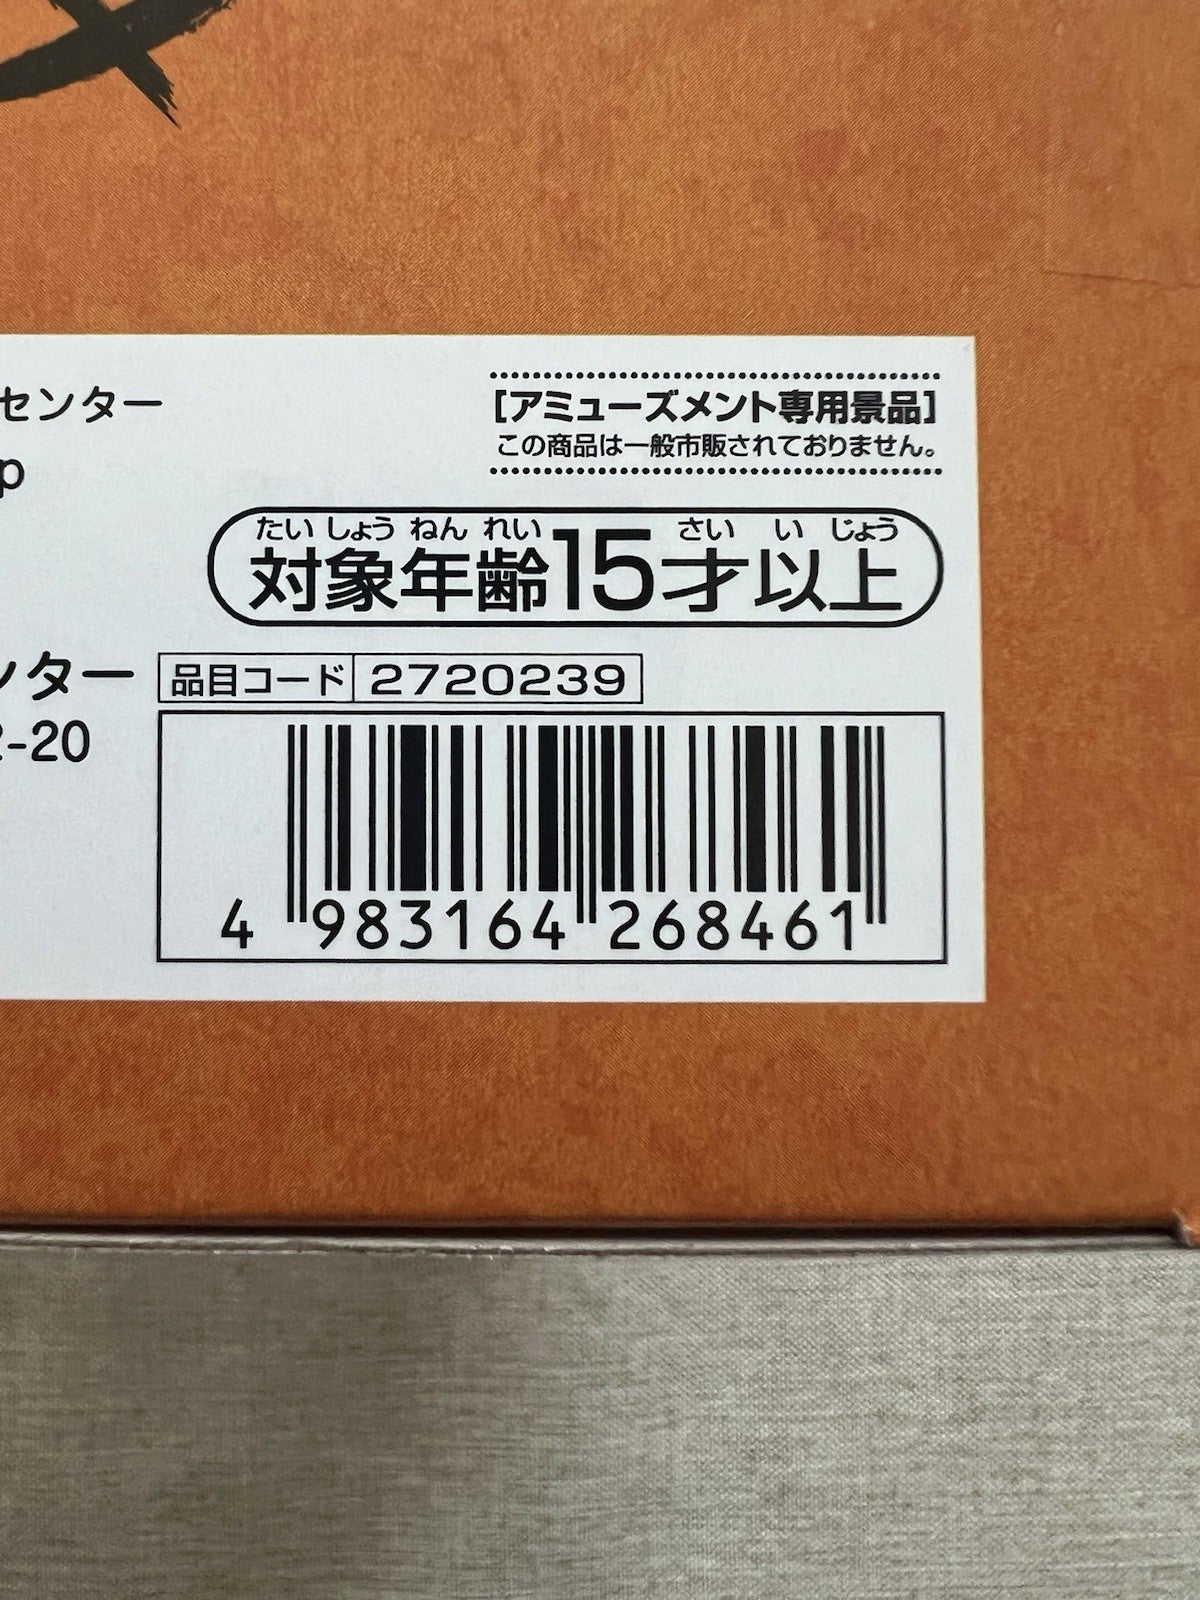 センター
p
[アミューズメント専用景品]
この商品は一般市販されておりません。
たいしょうねんれい さいいじょう
対象年齢15才以上
ンター
品目コード 2720239
2-20
4 983164 268461